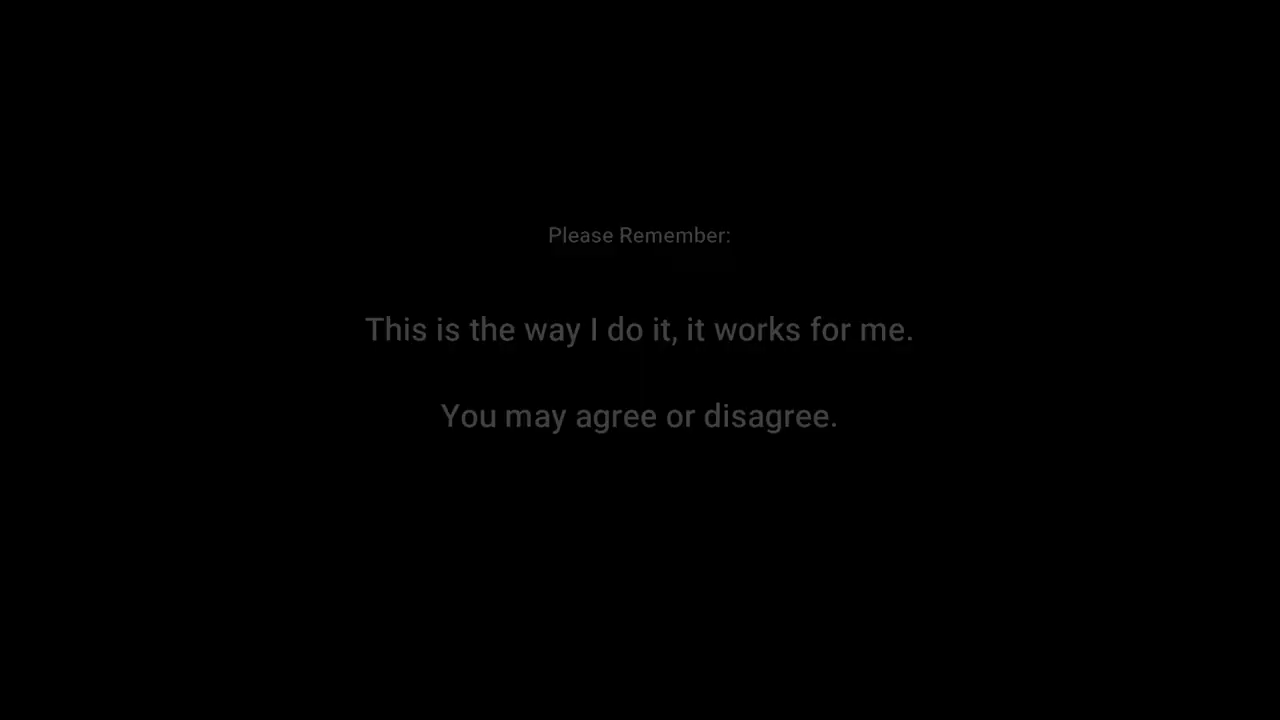 Please Remember:
This is the way I do it, it works for me.
You may agree or disagree.